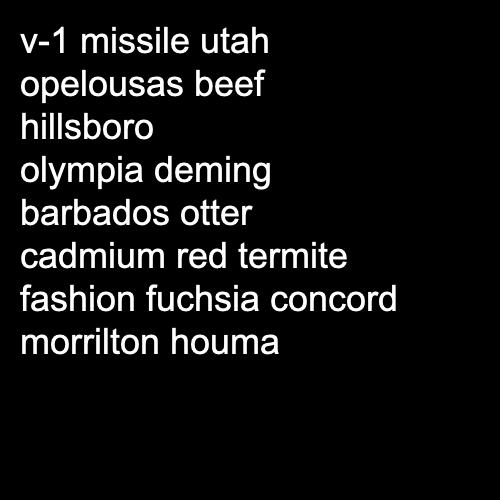 v-1 missile utah
opelousas beef
hillsboro
olympia deming
barbados otter
cadmium red termite
fashion fuchsia concord
morrilton houma